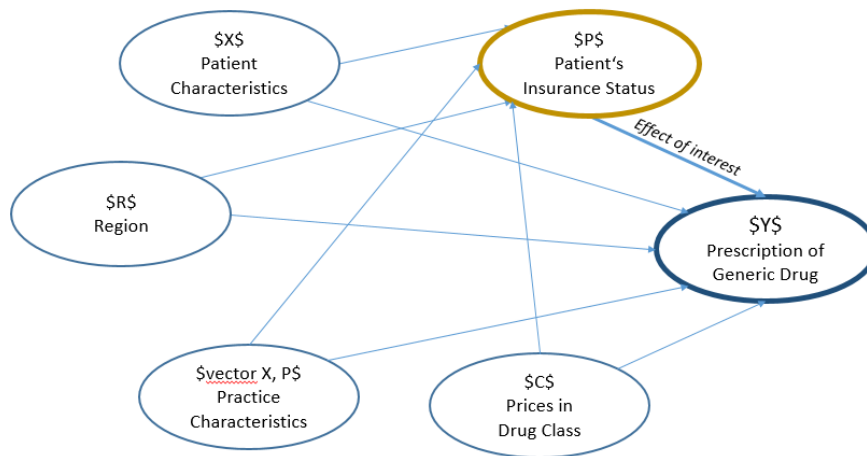 $X$
Patient
Characteristics
$P$
Patient‘s
Insurance Status
Effect of interest
$R$
Region
$Y$
Prescription of
Generic Drug
$vector X, P$
Practice
Characteristics
$C$
Prices in
Drug Class